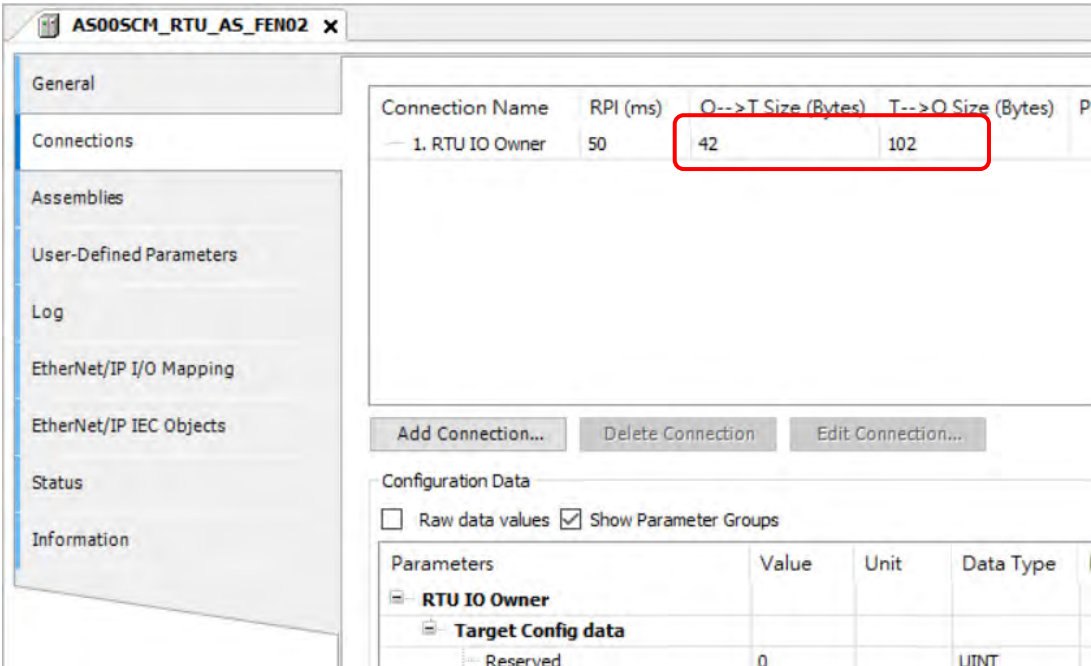 AS00SCM_RTU_AS_FEN02 X
General
Connections
Assemblies
User-Defined Parameters
Log
EtherNet/IP I/O Mapping
EtherNet/IP IEC Objects
Status
Information
Connection Name RPI (ms) O-->T Size (Bytes) T-->O Size (Bytes) P
1. RTU IO Owner 50 42 102
Add Connection... Delete Connection Edit Connection...
Configuration Data
Raw data values Show Parameter Groups
Parameters Value Unit Data Type
RTU IO Owner
Target Config data
Reserved 0 UINT